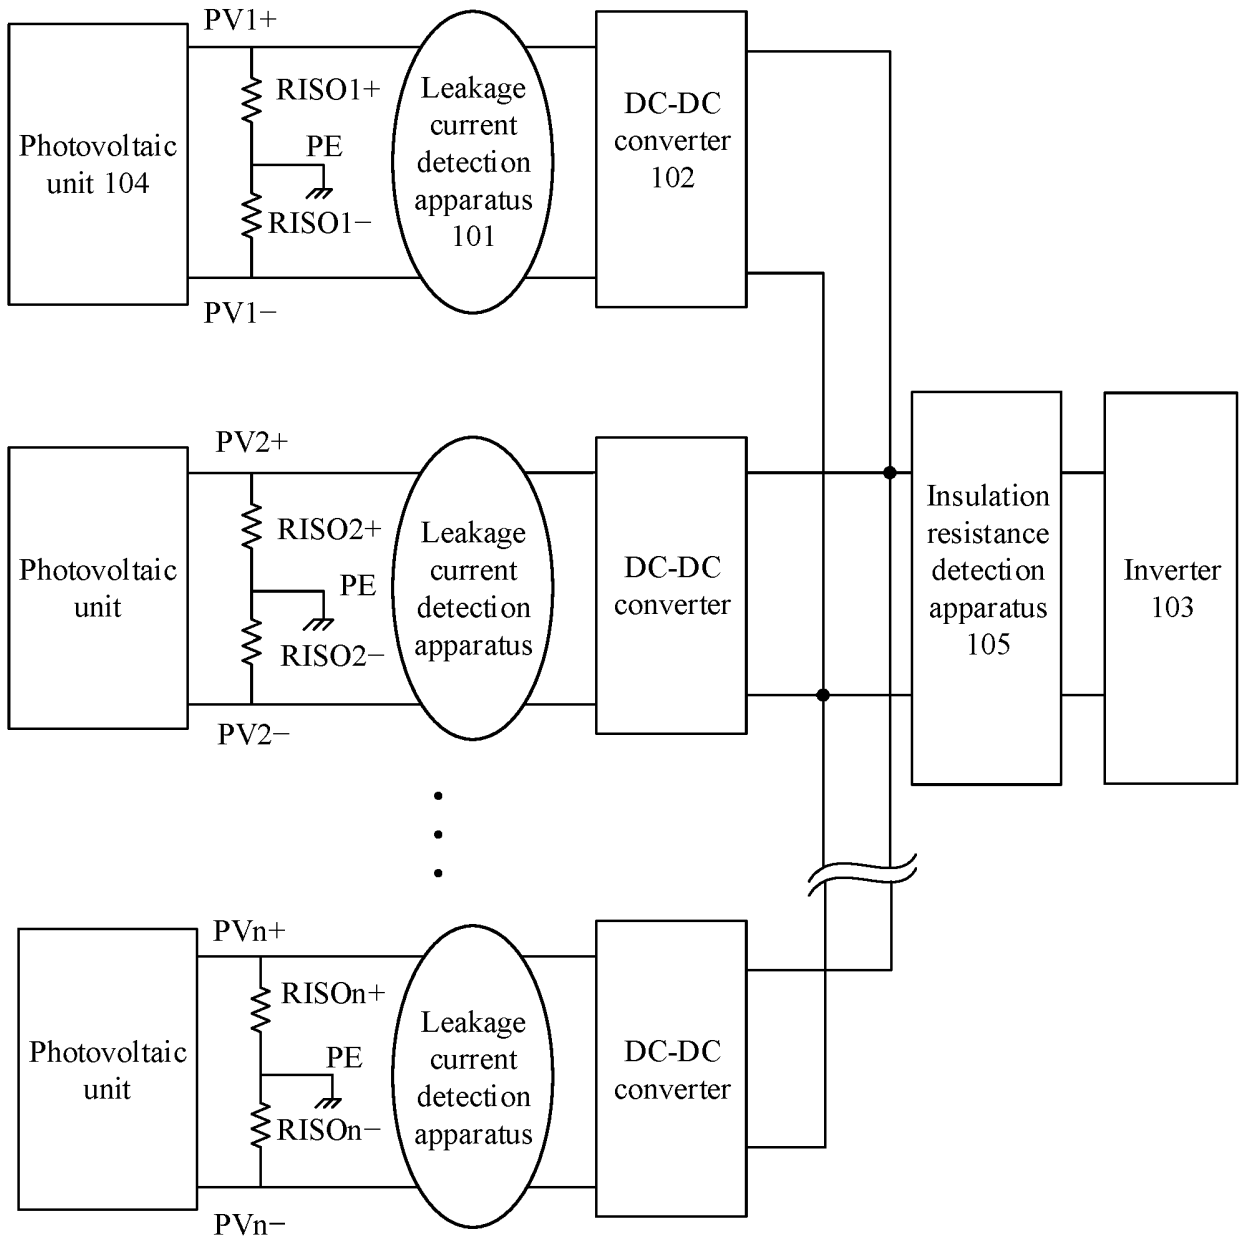 PV1+
RISO1+
PE
RISO1−
PV1−
Photovoltaic
unit 104
Leakage
current
detection
apparatus
101
DC-DC
converter
102
PV2+
RISO2+
PE
RISO2−
PV2−
Photovoltaic
unit
Leakage
current
detection
apparatus
DC-DC
converter
Insulation
resistance
detection
apparatus
105
Inverter
103
PVn+
RISOn+
PE
RISOn−
PVn−
Photovoltaic
unit
Leakage
current
detection
apparatus
DC-DC
converter